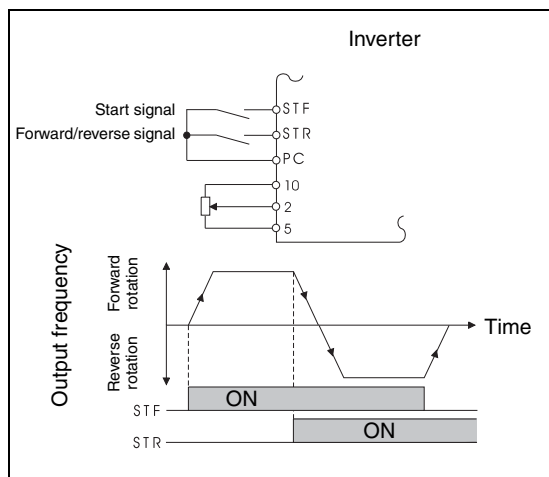 Inverter
Start signal
STF
Forward/reverse signal
STR
PC
10
2
5
Output frequency
Forward
rotation
Reverse
rotation
Time
STF
ON
STR
ON